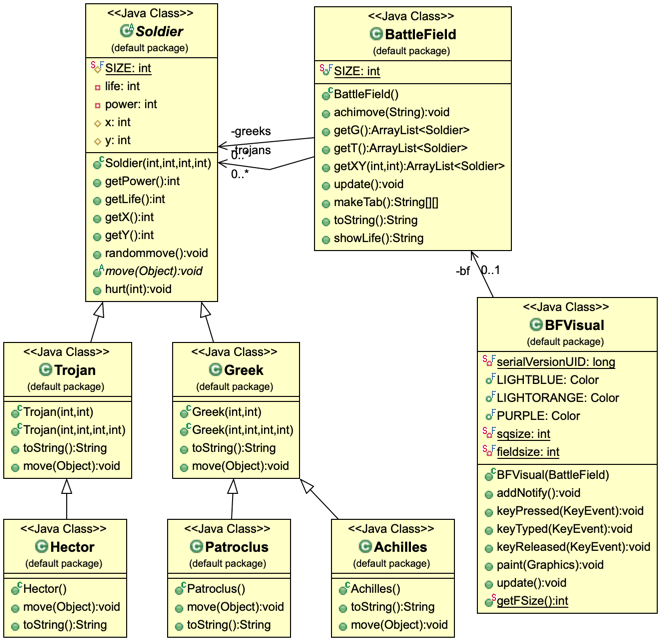 <<Java Class>>
Soldier
(default package)
SIZE: int
life: int
power: int
x: int
y: int
Soldier(int,int,int,int)
getPower():int
getLife():int
getX():int
getY():int
randommove():void
move(Object):void
hurt(int):void
<<Java Class>>
BattleField
(default package)
SIZE: int
BattleField()
achimove(String):void
getG():ArrayList<Soldier>
getT():ArrayList<Soldier>
getXY(int,int):ArrayList<Soldier>
update():void
makeTab():String[][]
toString():String
showLife():String
-greeks
0..*
-trojans
0..*
-bf
0..1
<<Java Class>>
BFVisual
(default package)
serialVersionUID: long
LIGHTBLUE: Color
LIGHTORANGE: Color
PURPLE: Color
sqsize: int
fieldsize: int
BFVisual(BattleField)
addNotify():void
keyPressed(KeyEvent):void
keyTyped(KeyEvent):void
keyReleased(KeyEvent):void
paint(Graphics):void
update():void
getFSize():int
<<Java Class>>
Trojan
(default package)
Trojan(int,int)
Trojan(int,int,int,int)
toString():String
move(Object):void
<<Java Class>>
Greek
(default package)
Greek(int,int)
Greek(int,int,int,int)
toString():String
move(Object):void
<<Java Class>>
Hector
(default package)
Hector()
move(Object):void
toString():String
<<Java Class>>
Patroclus
(default package)
Patroclus()
move(Object):void
toString():String
<<Java Class>>
Achilles
(default package)
Achilles()
toString():String
move(Object):void